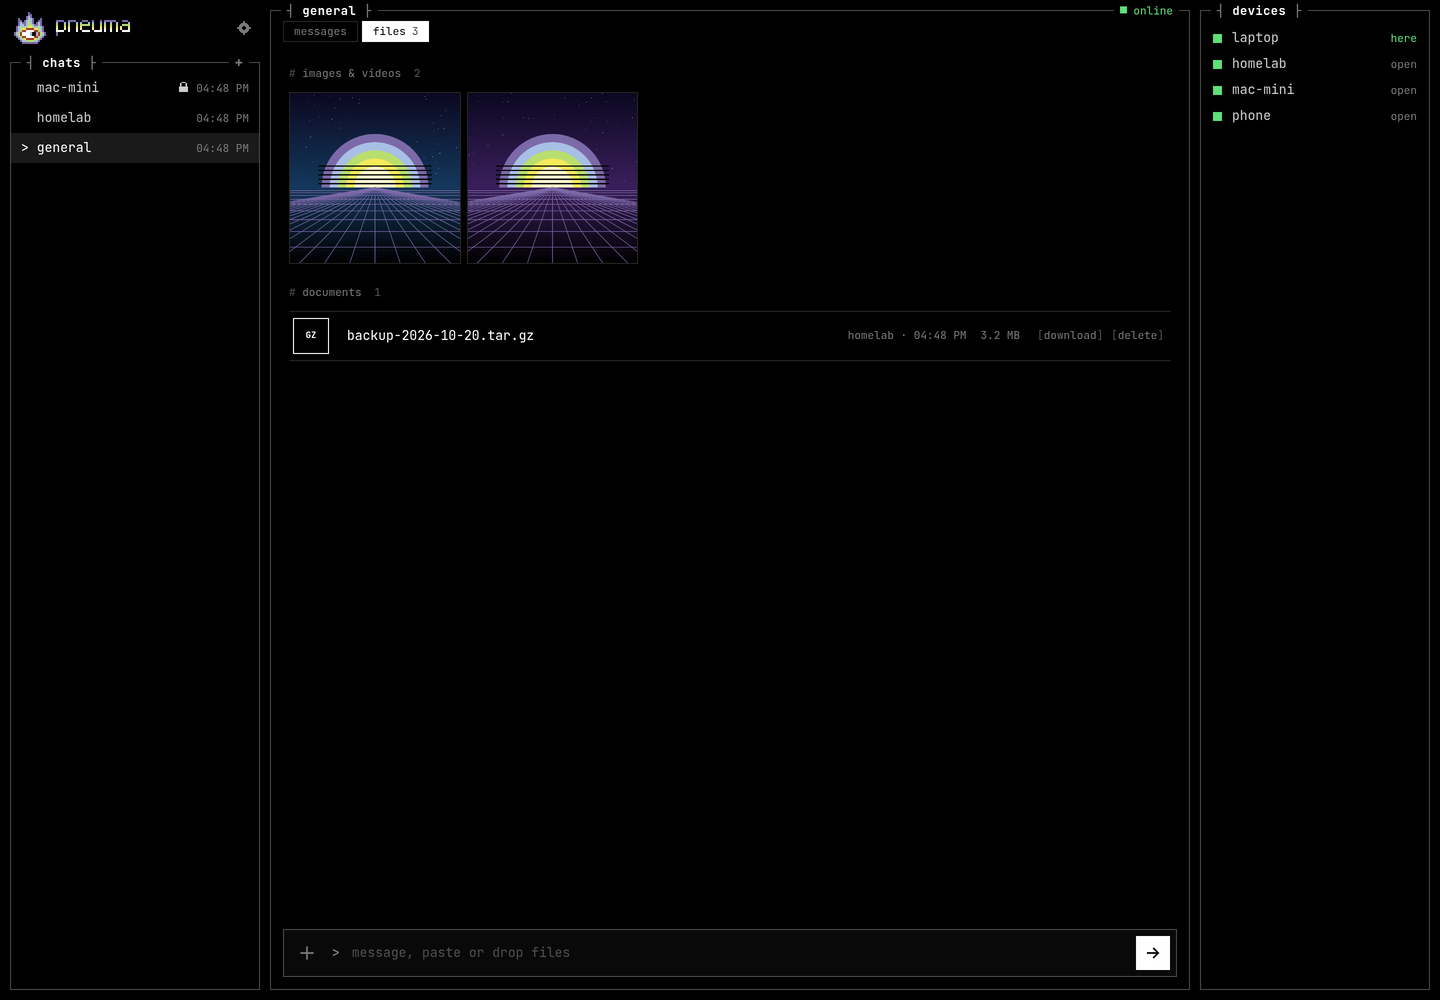 pneuma
chats +
mac-mini 04:48 PM
homelab 04:48 PM
> general 04:48 PM
general
online
messages
files 3
# images & videos 2
# documents 1
GZ
backup-2026-10-20.tar.gz
homelab · 04:48 PM 3.2 MB [download] [delete]
+ > message, paste or drop files
devices
laptop here
homelab open
mac-mini open
phone open